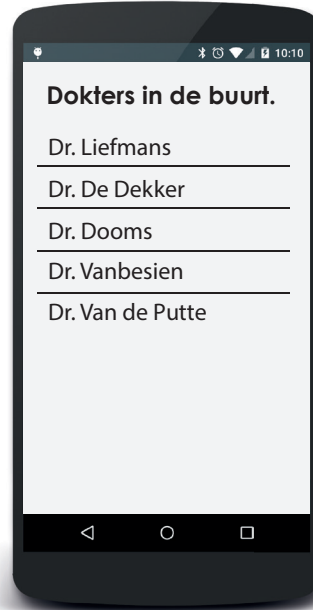 10:10
Dokters in de buurt.
Dr. Liefmans
Dr. De Dekker
Dr. Dooms
Dr. Vanbesien
Dr. Van de Putte